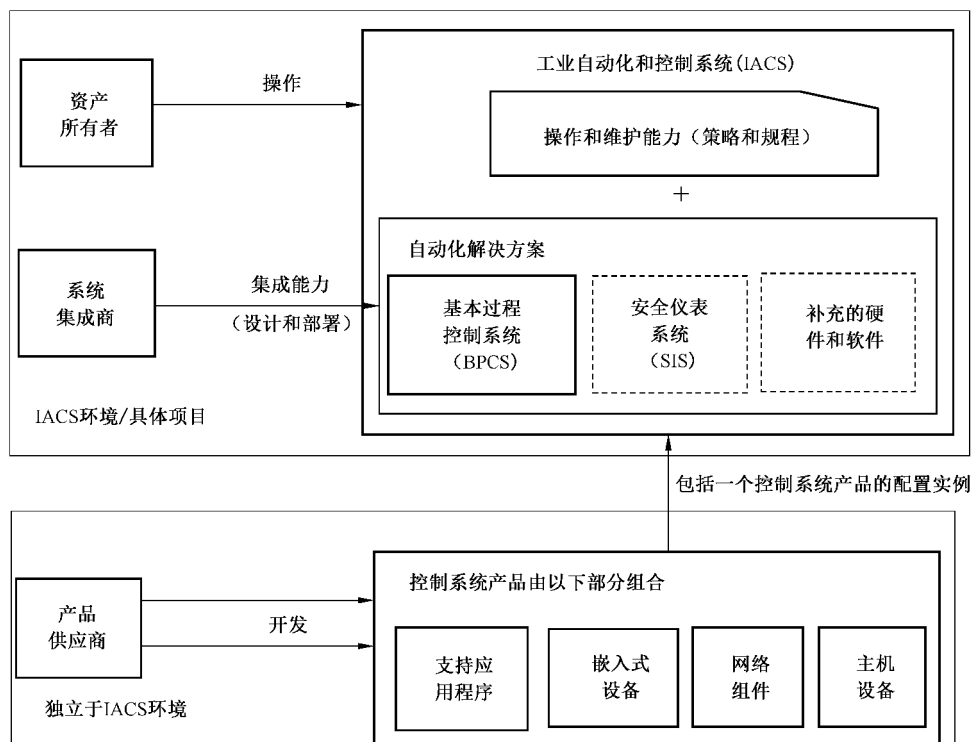 工业自动化和控制系统(IACS)
资产
所有者
操作
操作和维护能力（策略和规程）
+
自动化解决方案
系统
集成商
集成能力
（设计和部署）
基本过程
控制系统
（BPCS）
安全仪表
系统
(SIS)
补充的硬
件和软件
IACS环境/具体项目
包括一个控制系统产品的配置实例
控制系统产品由以下部分组合
产品
供应商
开发
支持应
用程序
嵌入式
设备
网络
组件
主机
设备
独立于IACS环境